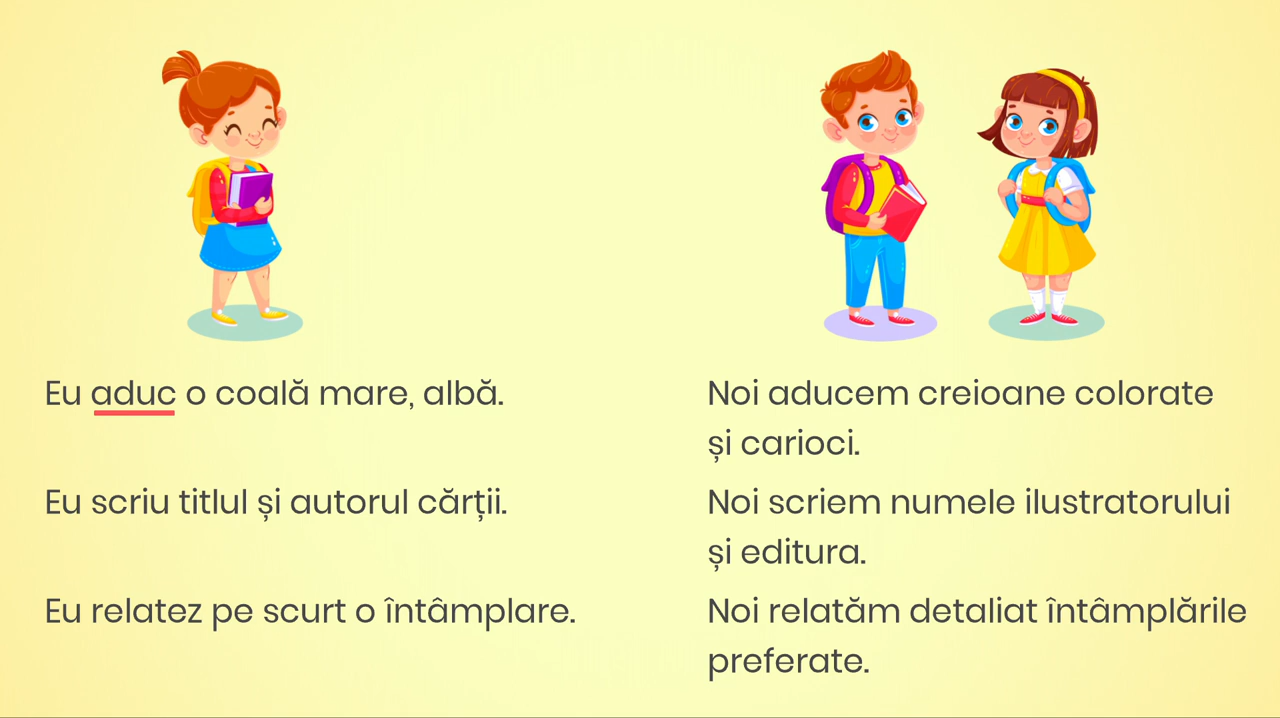 Eu aduc o coală mare, albă.
Eu scriu titlul și autorul cărții.
Eu relatez pe scurt o întâmplare.
Noi aducem creioane colorate
și carioci.
Noi scriem numele ilustratorului
și editura.
Noi relatăm detaliat întâmplările
preferate.